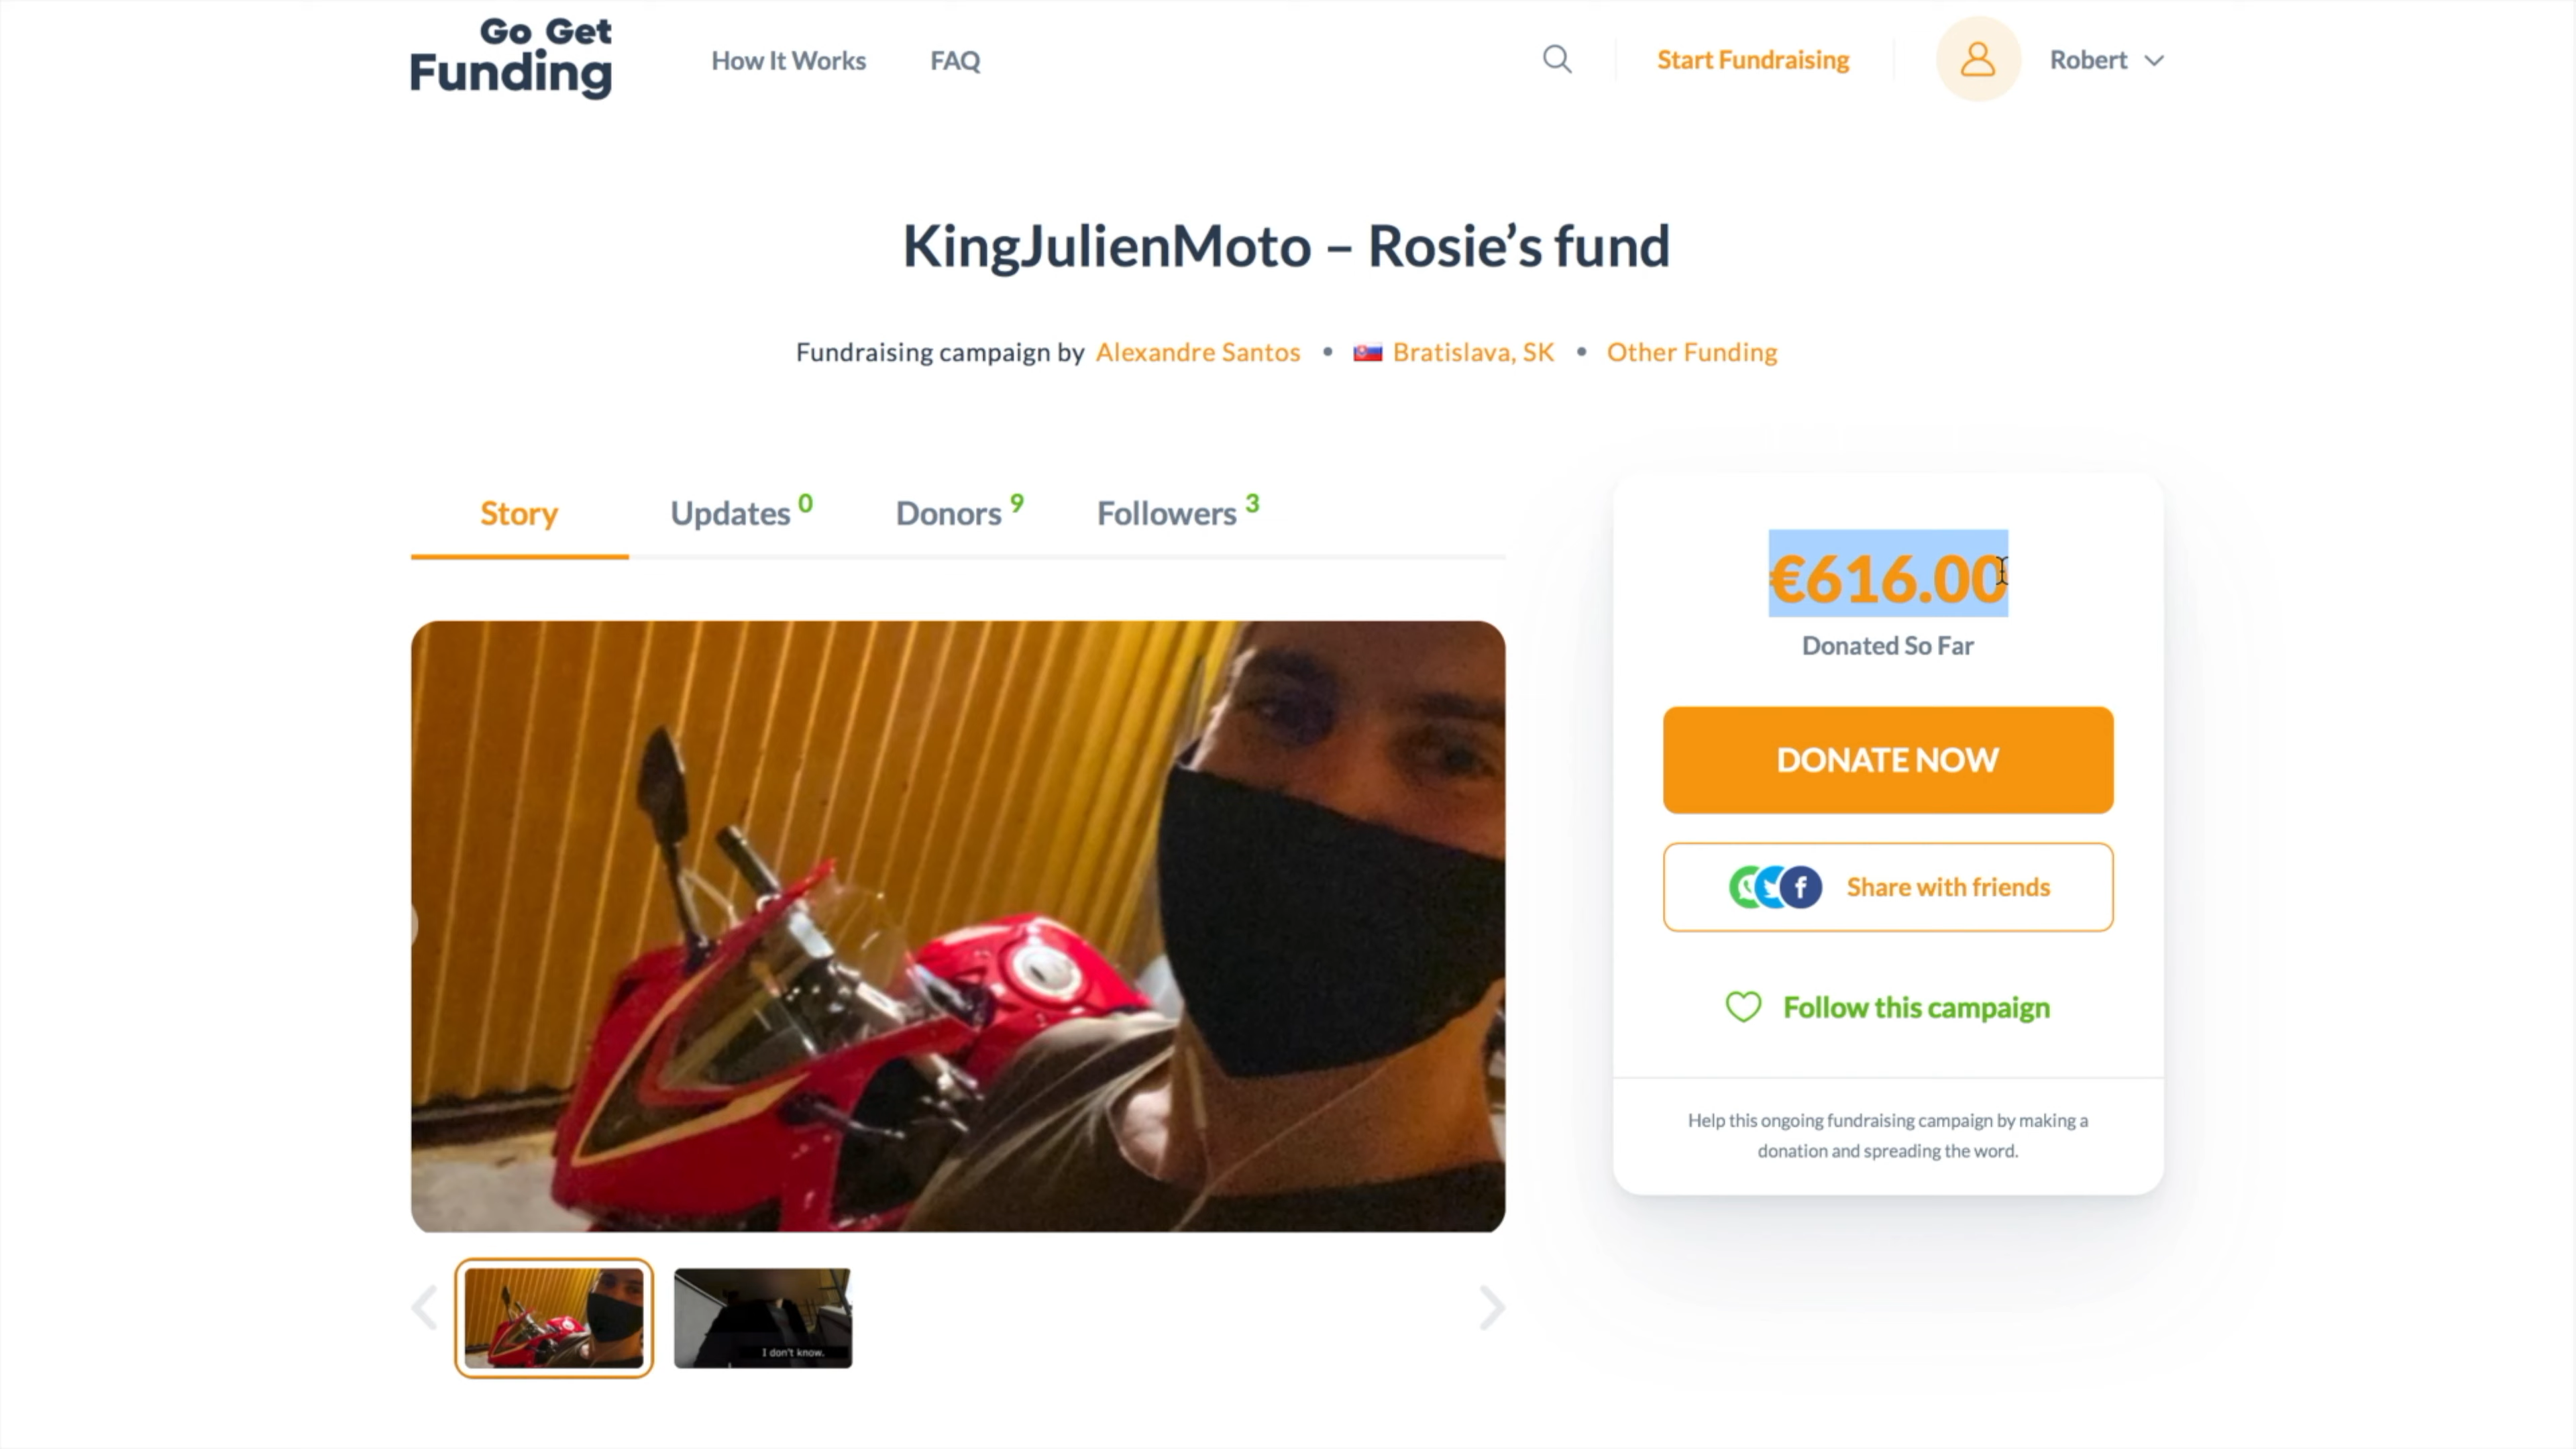 Go Get
Funding
How It Works
FAQ
Start Fundraising
Robert
KingJulienMoto – Rosie’s fund
Fundraising campaign by Alexandre Santos • Bratislava, SK • Other Funding
Story
Updates 0
Donors 9
Followers 3
€616.00
Donated So Far
DONATE NOW
f Share with friends
Follow this campaign
Help this ongoing fundraising campaign by making a
donation and spreading the word.
I don't know.